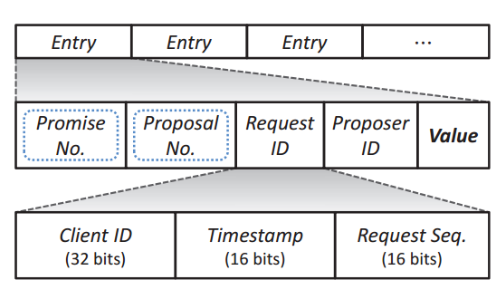 Entry Entry Entry ...
Promise Proposal Request Proposer Value
No. No. ID ID
Client ID Timestamp Request Seq.
(32 bits) (16 bits) (16 bits)